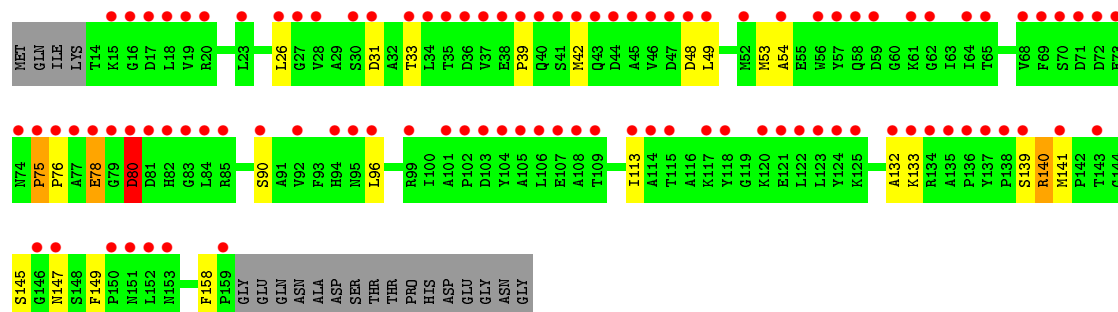 MET GLN ILE LYS T14 K15 G16 D17 L18 V19 R20 L23 L26 G27 V28 A29 S30 D31 A32 T33 L34 T35 D36 V37 E38 P39 Q40 S41 M42 Q43 D44 A45 V46 D47 D48 L49 M52 M53 A54 E55 W56 Y57 Q58 D59 G60 K61 G62 I63 I64 T65 V68 F69 S70 D71 D72
N74 P75 P76 A77 E78 G79 D80 D81 H82 G83 L84 R85 S90 A91 V92 F93 H94 N95 L96 R99 I100 A101 P102 D103 Y104 A105 L106 E107 A108 T109 I113 A114 T115 A116 K117 Y118 G119 K120 E121 L122 L123 Y124 K125 A132 K133 R134 A135 P136 Y137 P138 S139 R140 M141 P142 T143
S145 G146 N147 S148 F149 P150 N151 L152 N153 F158 P159 GLY GLU GLN ASN ALA ASP SER THR THR PRO HIS ASP GLU GLY ASN GLY